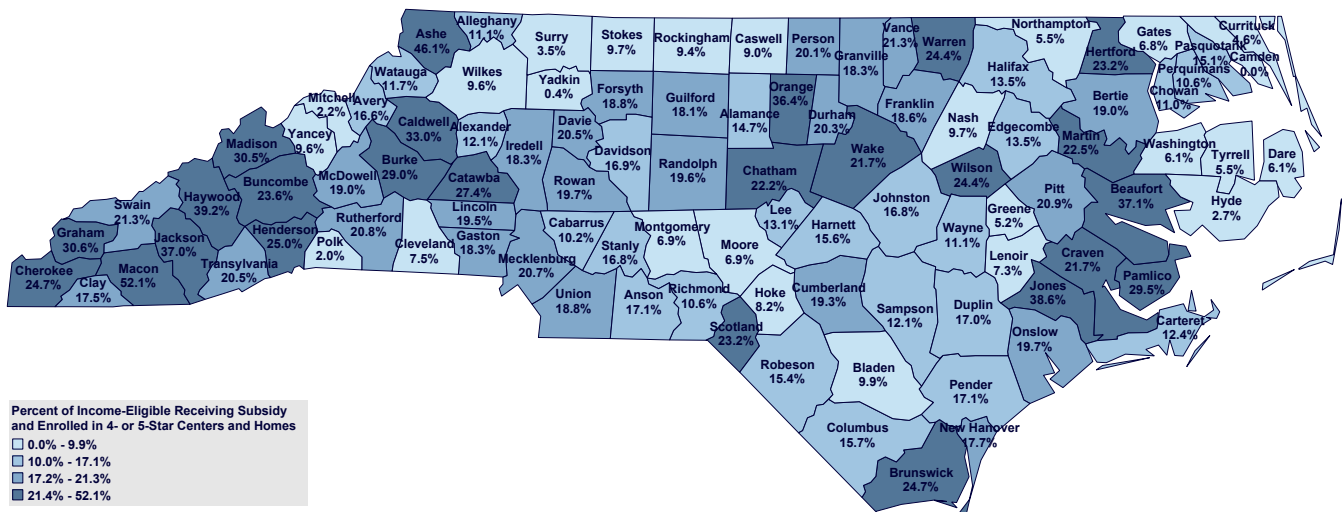 Ashe
46.1%
Alleghany
11.1%
Surry
3.5%
Stokes
9.7%
Rockingham
9.4%
Caswell
9.0%
Person
20.1%
Granville
18.3%
Vance
21.3%
Warren
24.4%
Northampton
5.5%
Halifax
13.5%
Hertford
23.2%
Gates
6.8%
Pasquotank
15.1%
Currituck
4.6%
Camden
0.0%
Perquimans
10.6%
Chowan
11.0%
Bertie
19.0%
Watauga
11.7%
Wilkes
9.6%
Yadkin
0.4%
Forsyth
18.8%
Guilford
18.1%
Alamance
14.7%
Orange
36.4%
Durham
20.3%
Franklin
18.6%
Nash
9.7%
Edgecombe
13.5%
Martin
22.5%
Washington
6.1%
Tyrrell
5.5%
Dare
6.1%
Mitchell
2.2%
Avery
16.6%
Yancey
9.6%
Caldwell
33.0%
Alexander
12.1%
Iredell
18.3%
Davie
20.5%
Davidson
16.9%
Randolph
19.6%
Chatham
22.2%
Wake
21.7%
Wilson
24.4%
Pitt
20.9%
Beaufort
37.1%
Hyde
2.7%
Madison
30.5%
Buncombe
23.6%
McDowell
19.0%
Burke
29.0%
Catawba
27.4%
Rowan
19.7%
Johnston
16.8%
Wayne
11.1%
Greene
5.2%
Lenoir
7.3%
Craven
21.7%
Pamlico
29.5%
Jones
38.6%
Haywood
39.2%
Swain
21.3%
Graham
30.6%
Cherokee
24.7%
Clay
17.5%
Macon
52.1%
Jackson
37.0%
Transylvania
20.5%
Henderson
25.0%
Polk
2.0%
Rutherford
20.8%
Cleveland
7.5%
Lincoln
19.5%
Gaston
18.3%
Mecklenburg
20.7%
Cabarrus
10.2%
Stanly
16.8%
Montgomery
6.9%
Moore
6.9%
Lee
13.1%
Harnett
15.6%
Union
18.8%
Anson
17.1%
Richmond
10.6%
Scotland
23.2%
Hoke
8.2%
Cumberland
19.3%
Sampson
12.1%
Duplin
17.0%
Onslow
19.7%
Carteret
12.4%
Robeson
15.4%
Bladen
9.9%
Pender
17.1%
Columbus
15.7%
New Hanover
17.7%
Brunswick
24.7%
Percent of Income-Eligible Receiving Subsidy
and Enrolled in 4- or 5-Star Centers and Homes
0.0% - 9.9%
10.0% - 17.1%
17.2% - 21.3%
21.4% - 52.1%